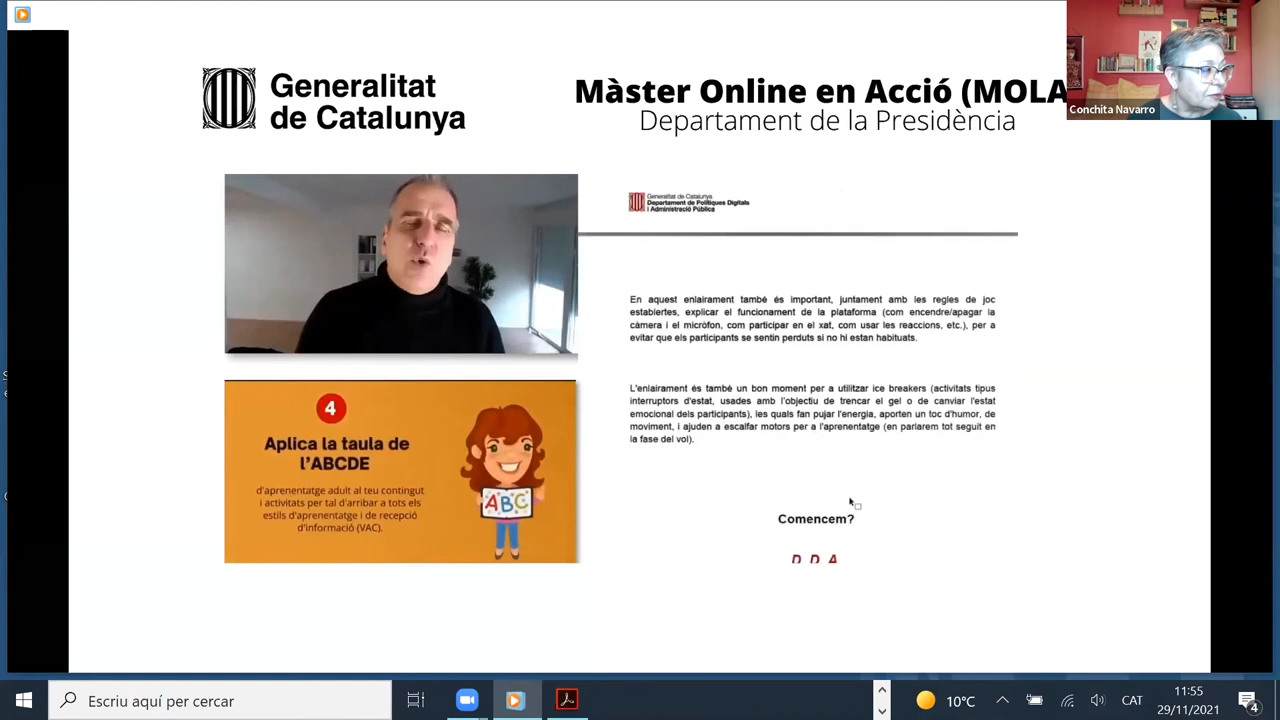 Generalitat
de Catalunya
Màster Online en Acció (MOLA
Departament de la Presidència
Conchita Navarro
Generalitat de Catalunya
Departament de Polítiques Digitals
i Administració Pública
En aquest enlairament també és important, juntament amb les regles de joc
establertes, explicar el funcionament de la plataforma (com encendre/apagar la
càmera i el micròfon, com participar en el xat, com usar les reaccions, etc.), per a
evitar que els participants se sentin perduts si no hi estan habituats.
L'enlairament és també un bon moment per a utilitzar ice breakers (activitats tipus
interruptors d'estat, usades amb l'objectiu de trencar el gel o de canviar l'estat
emocional dels participants), les quals fan pujar l'energia, aporten un toc d'humor, de
moviment, i ajuden a escalfar motors per a l'aprenentatge (en parlarem tot seguit en
la fase del vol).
Comencem?
4
Aplica la taula de
l'ABCDE
d'aprenentatge adult al teu contingut
i activitats per tal d'arribar a tots els
estils d'aprenentatge i de recepció
d'informació (VAC).
ABC
Escriu aquí per cercar
10°C
CAT
11:55
29/11/2021
4